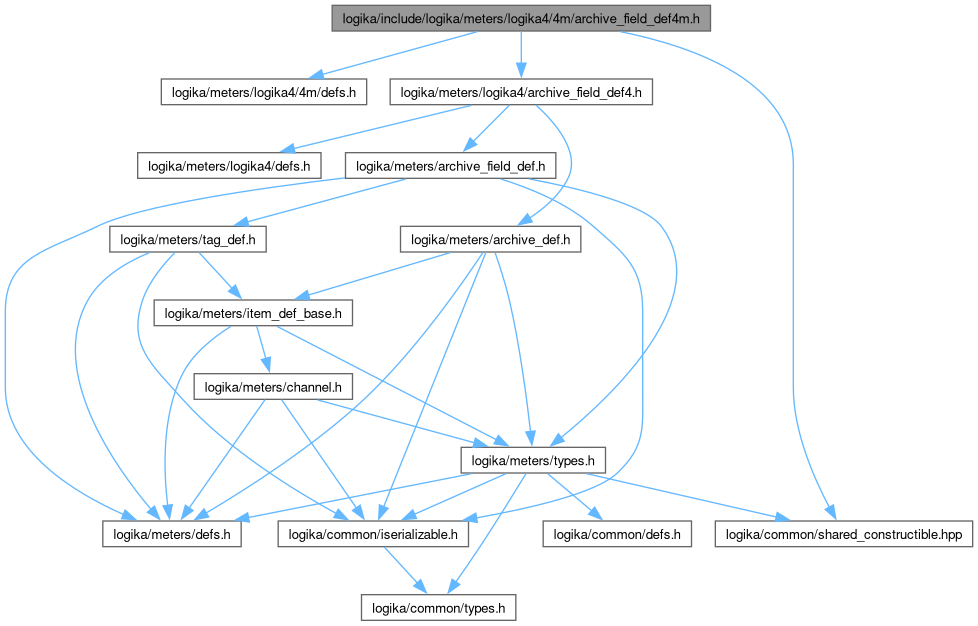 logika/include/logika/meters/logika4/4m/archive_field_def4m.h
logika/meters/logika4/4m/defs.h
logika/meters/logika4/archive_field_def4.h
logika/meters/logika4/defs.h
logika/meters/archive_field_def.h
logika/meters/tag_def.h
logika/meters/archive_def.h
logika/meters/item_def_base.h
logika/meters/channel.h
logika/meters/types.h
logika/meters/defs.h
logika/common/iserializable.h
logika/common/defs.h
logika/common/shared_constructible.hpp
logika/common/types.h